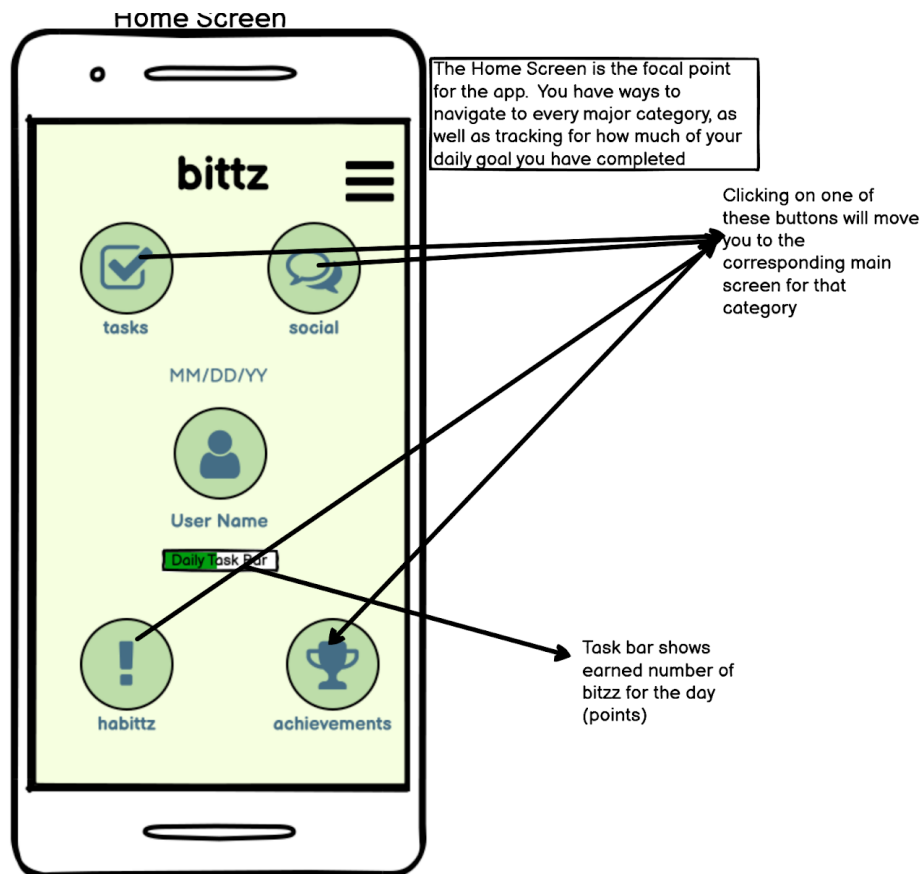 Home Screen
The Home Screen is the focal point
for the app. You have ways to
navigate to every major category, as
well as tracking for how much of your
daily goal you have completed
bittz
Clicking on one of
these buttons will move
you to the
corresponding main
screen for that
category
tasks
social
MM/DD/YY
User Name
Daily Task Bar
Task bar shows
earned number of
bitzz for the day
(points)
habittz
achievements